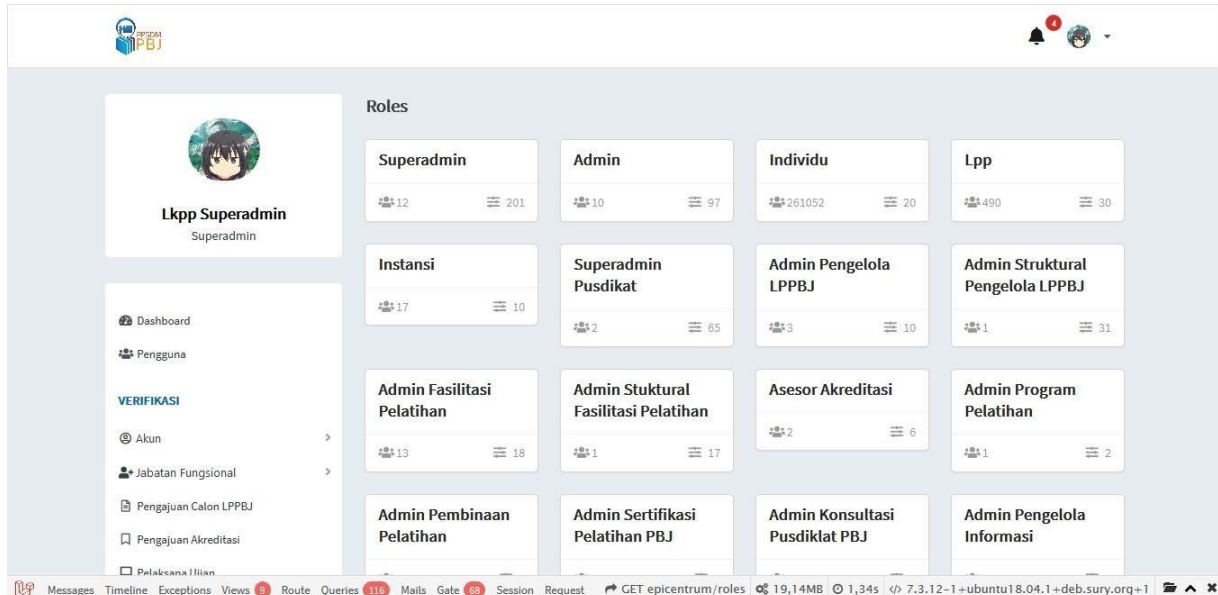 PPSDM
PBJ
4
Lkpp Superadmin
Superadmin
Dashboard
Pengguna
VERIFIKASI
Akun
Jabatan Fungsional
Pengajuan Calon LPPBJ
Pengajuan Akreditasi
Pelaksana Ujian
Roles
Superadmin
12 201
Admin
10 97
Individu
261052 20
Lpp
490 30
Instansi
17 10
Superadmin
Pusdikat
2 65
Admin Pengelola
LPPBJ
3 10
Admin Struktural
Pengelola LPPBJ
1 31
Admin Fasilitasi
Pelatihan
13 18
Admin Stuktural
Fasilitasi Pelatihan
1 17
Asesor Akreditasi
2 6
Admin Program
Pelatihan
1 2
Admin Pembinaan
Pelatihan
Admin Sertifikasi
Pelatihan PBJ
Admin Konsultasi
Pusdiklat PBJ
Admin Pengelola
Informasi
Messages Timeline Exceptions Views 9 Route Queries 116 Mails Gate 68 Session Request GET epicentrum/roles 19,14MB 1,34s 7.3.12-1+ubuntu18.04.1+deb.sury.org+1